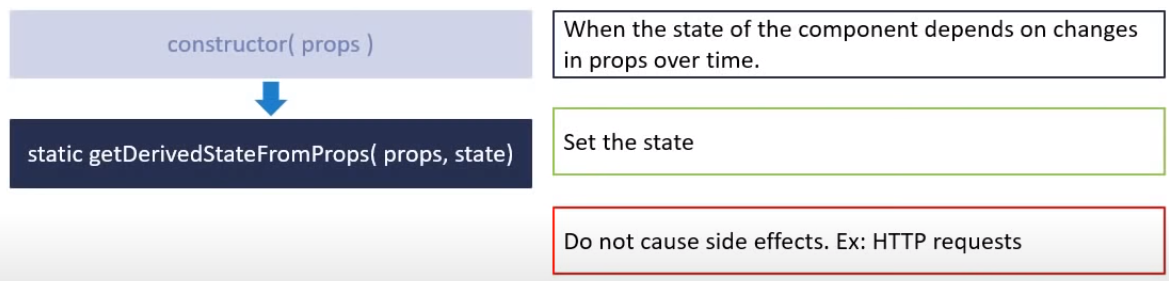 constructor( props )
When the state of the component depends on changes
in props over time.
static getDerivedStateFromProps( props, state)
Set the state
Do not cause side effects. Ex: HTTP requests